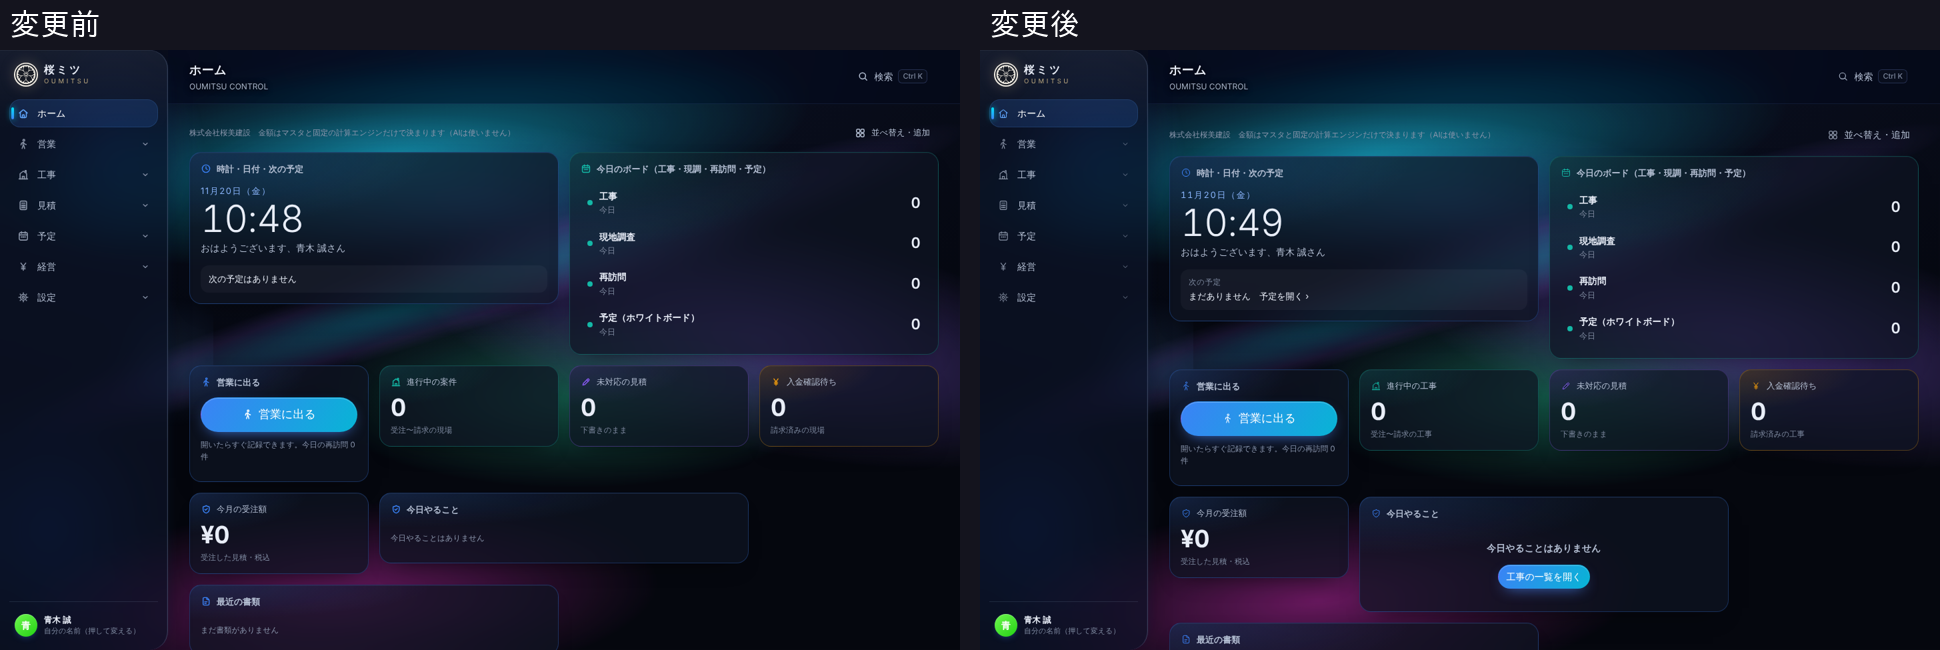 変更前
桜ミツ
OUMITSU
ホーム
営業
工事
見積
予定
経営
設定
青木 誠
自分の名前（押して変える）
ホーム
OUMITSU CONTROL
検索 Ctrl K
株式会社桜美建設　金額はマスタと固定の計算エンジンだけで決まります（AIは使いません）
並べ替え・追加
時計・日付・次の予定
11月20日（金）
10:48
おはようございます、青木 誠さん
次の予定はありません
今日のボード（工事・現調・再訪問・予定）
工事
今日
0
現地調査
今日
0
再訪問
今日
0
予定（ホワイトボード）
今日
0
営業に出る
営業に出る
開いたらすぐ記録できます。今日の再訪問 0
件
進行中の案件
0
受注〜請求の現場
未対応の見積
0
下書きのまま
¥ 入金確認待ち
0
請求済みの現場
今月の受注額
¥0
受注した見積・税込
今日やること
今日やることはありません
最近の書類
まだ書類がありません
変更後
桜ミツ
OUMITSU
ホーム
営業
工事
見積
予定
経営
設定
青木 誠
自分の名前（押して変える）
ホーム
OUMITSU CONTROL
検索 Ctrl K
株式会社桜美建設　金額はマスタと固定の計算エンジンだけで決まります（AIは使いません）
並べ替え・追加
時計・日付・次の予定
11月20日（金）
10:49
おはようございます、青木 誠さん
次の予定
まだありません　予定を開く ›
今日のボード（工事・現調・再訪問・予定）
工事
今日
0
現地調査
今日
0
再訪問
今日
0
予定（ホワイトボード）
今日
0
営業に出る
営業に出る
開いたらすぐ記録できます。今日の再訪問 0
件
進行中の工事
0
受注〜請求の工事
未対応の見積
0
下書きのまま
¥ 入金確認待ち
0
請求済みの工事
今月の受注額
¥0
受注した見積・税込
今日やること
今日やることはありません
工事の一覧を開く
最近の書類